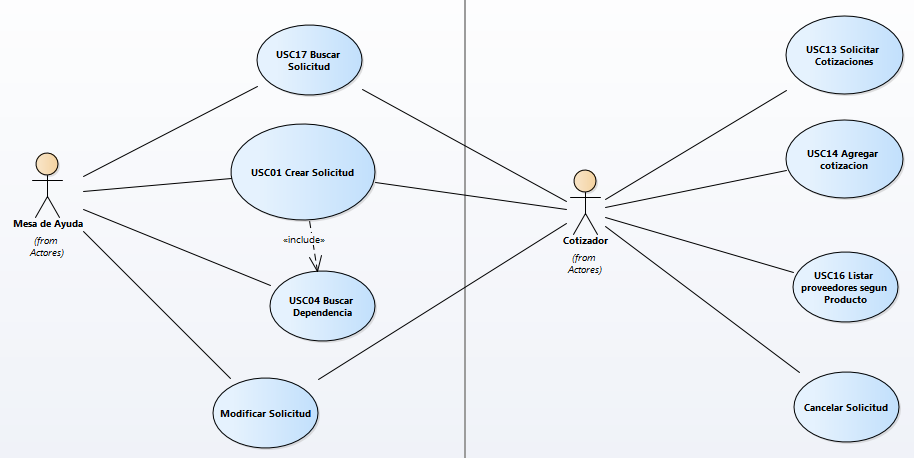 USC17 Buscar
Solicitud
USC01 Crear Solicitud
Mesa de Ayuda
(from
Actores)
«include»
USC04 Buscar
Dependencia
Modificar Solicitud
Cotizador
(from
Actores)
USC13 Solicitar
Cotizaciones
USC14 Agregar
cotizacion
USC16 Listar
proveedores segun
Producto
Cancelar Solicitud